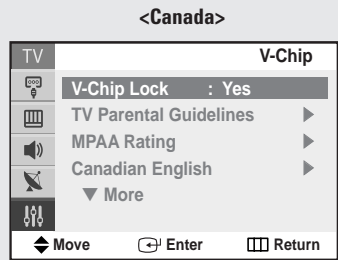 <Canada>
TV V-Chip
V-Chip Lock : Yes
TV Parental Guidelines ▶
MPAA Rating ▶
Canadian English ▶
▼ More
Move Enter Return